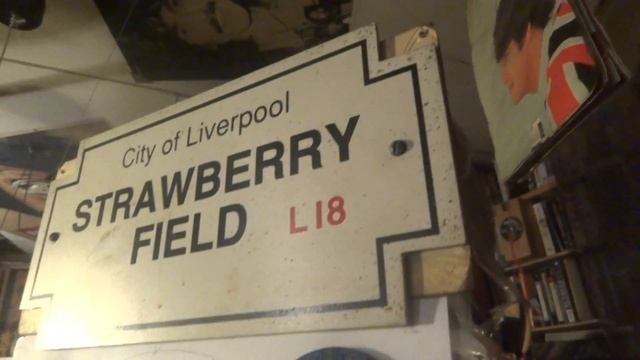 City of Liverpool
STRAWBERRY
FIELD L18